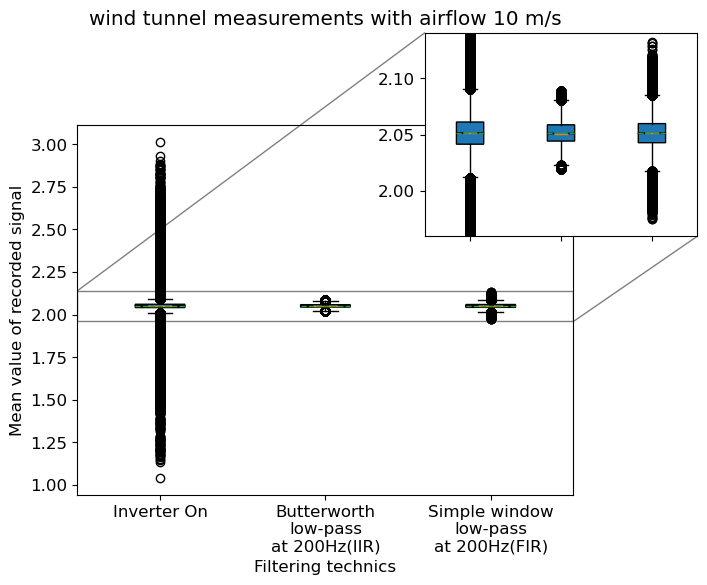 wind tunnel measurements with airflow 10 m/s
2.10
2.05
2.00
3.00
2.75
2.50
2.25
2.00
1.75
1.50
1.25
1.00
Mean value of recorded signal
Inverter On
Butterworth
low-pass
at 200Hz(IIR)
Simple window
low-pass
at 200Hz(FIR)
Filtering technics